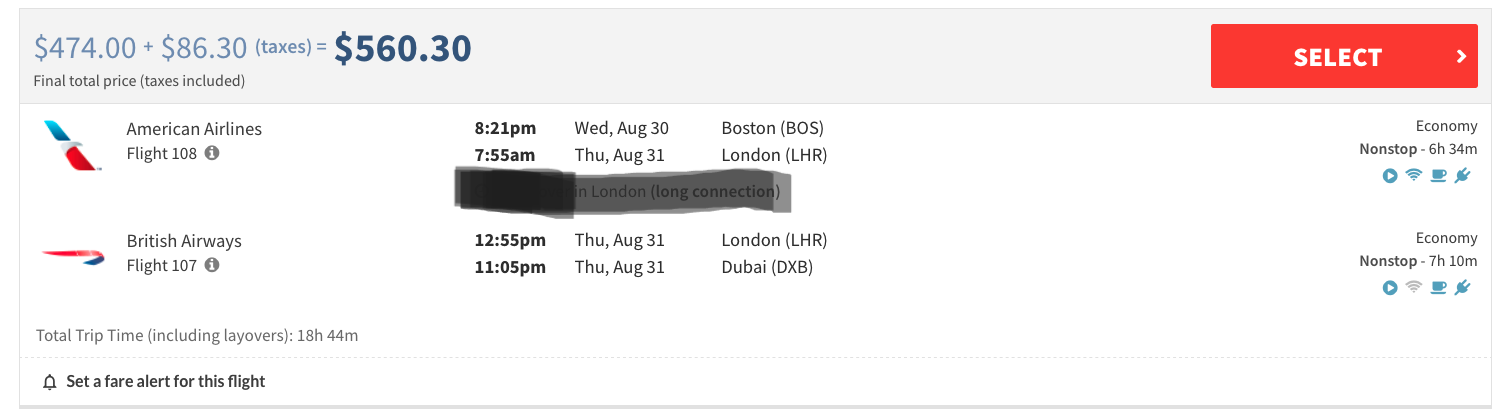 $474.00 + $86.30 (taxes) = $560.30
SELECT
Final total price (taxes included)
American Airlines 8:21pm Wed, Aug 30 Boston (BOS) Economy
Flight 108 7:55am Thu, Aug 31 London (LHR) Nonstop - 6h 34m
in London (long connection)
British Airways 12:55pm Thu, Aug 31 London (LHR) Economy
Flight 107 11:05pm Thu, Aug 31 Dubai (DXB) Nonstop - 7h 10m
Total Trip Time (including layovers): 18h 44m
Set a fare alert for this flight